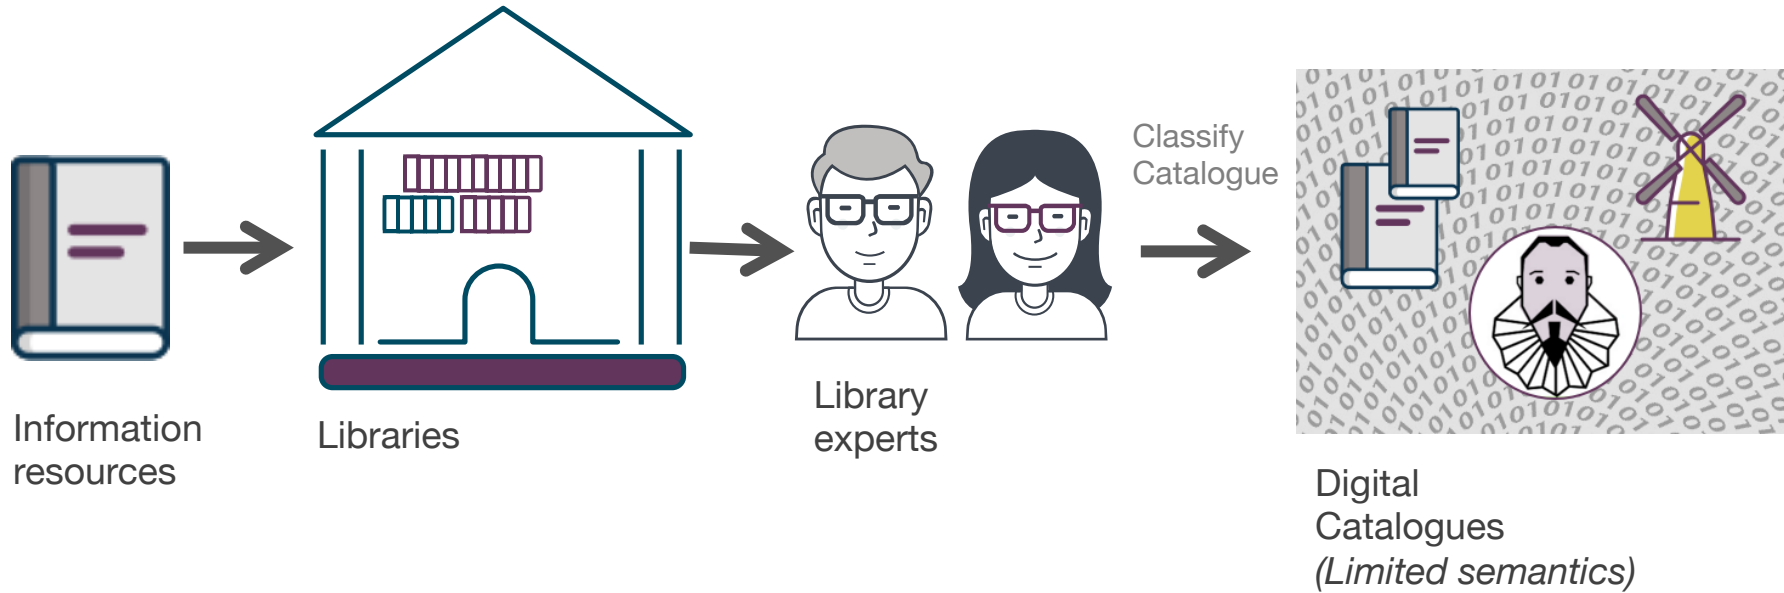 Information
resources
Libraries
Library
experts
Classify
Catalogue
Digital
Catalogues
(Limited semantics)